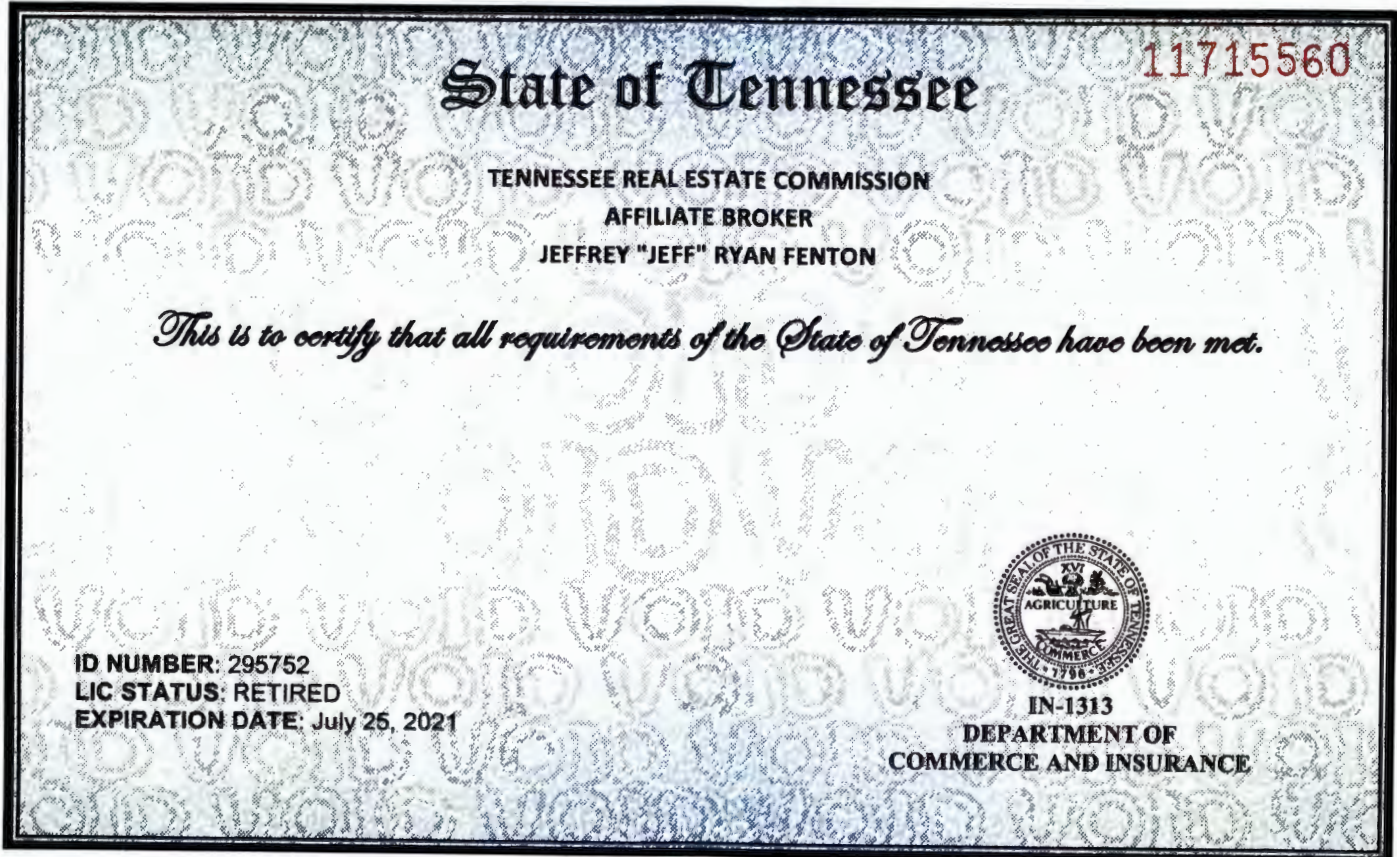 11715560
State of Tennessee
TENNESSEE REAL ESTATE COMMISSION
AFFILIATE BROKER
JEFFREY "JEFF" RYAN FENTON
This is to certify that all requirements of the State of Tennessee have been met.
VOID VOID VOID
THE GREAT SEAL OF THE STATE OF TENNESSEE
XVI
AGRICULTURE
COMMERCE
1796
ID NUMBER: 295752
LIC STATUS: RETIRED
EXPIRATION DATE: July 25, 2021
IN-1313
DEPARTMENT OF
COMMERCE AND INSURANCE